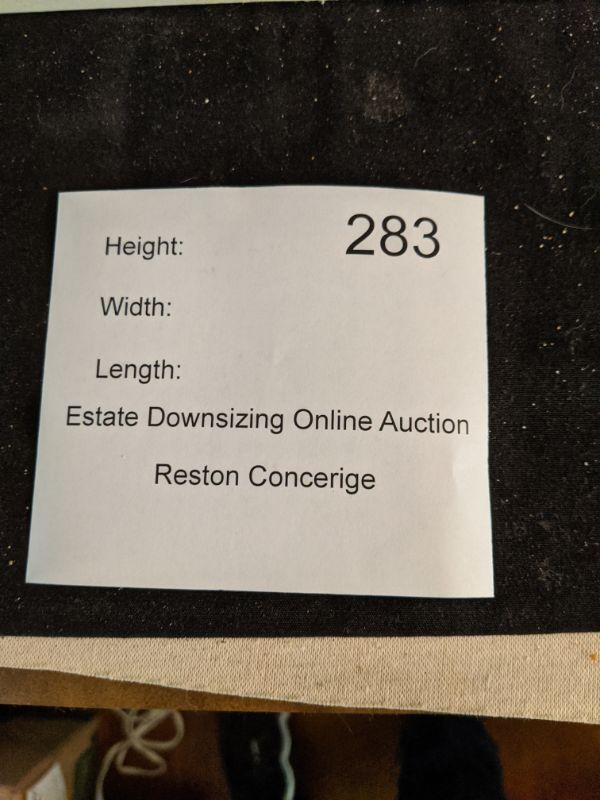 283
Height:
Width:
Length:
Estate Downsizing Online Auction
Reston Concerige